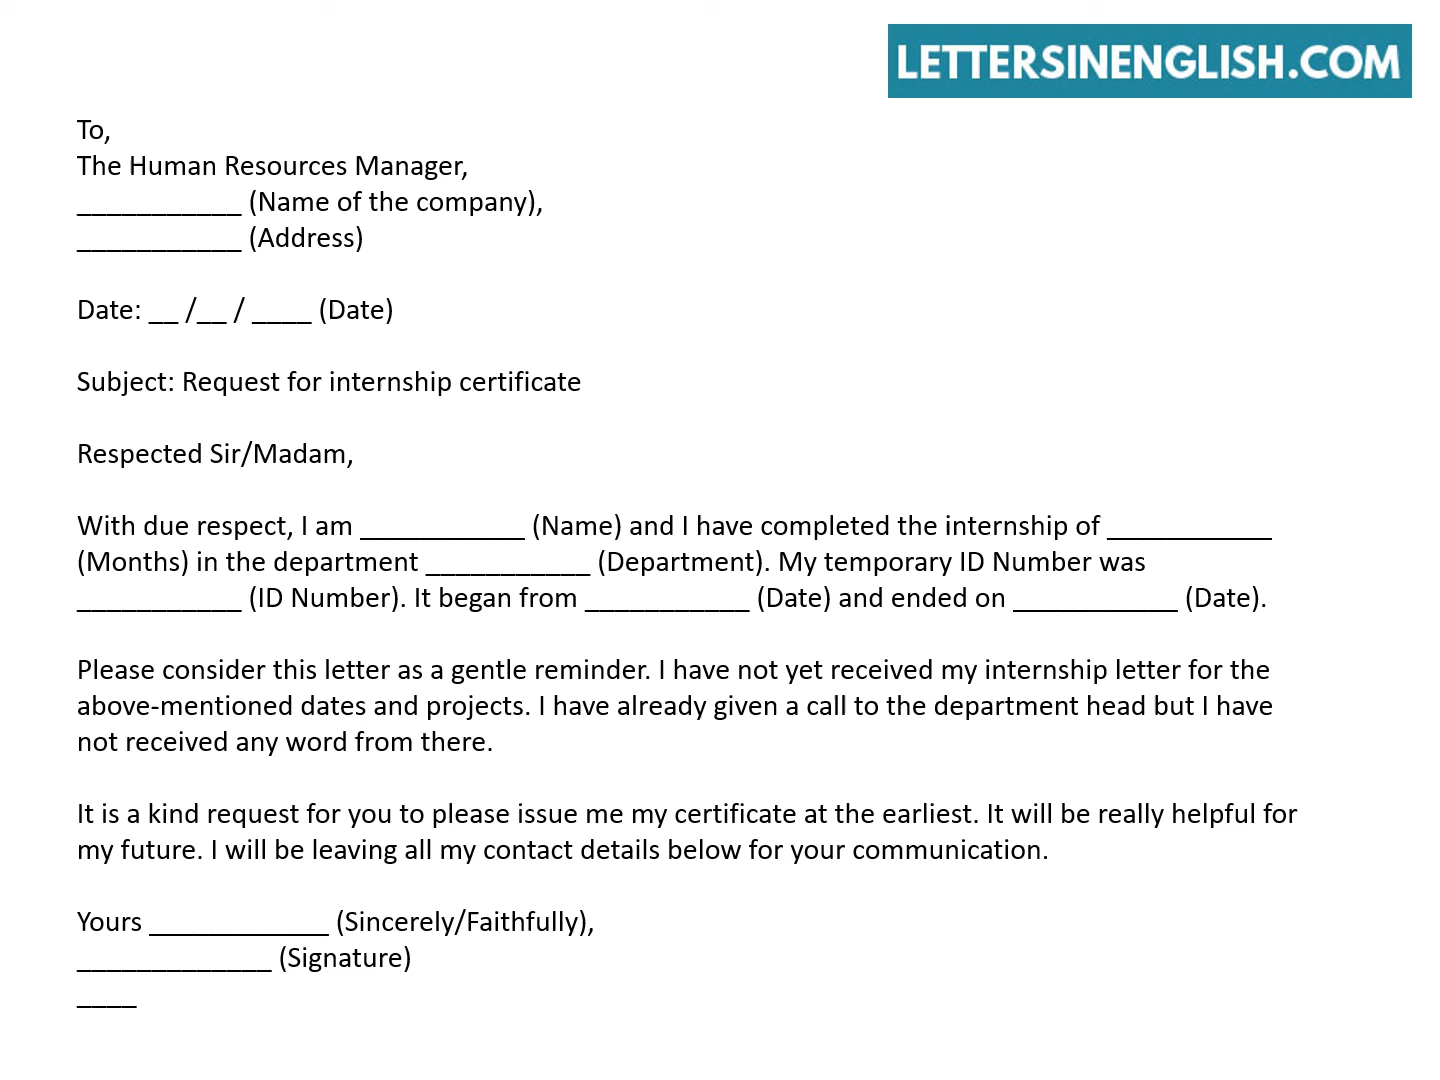 LETTERSINENGLISH.COM
To,
The Human Resources Manager,
___________ (Name of the company),
___________ (Address)
Date: __ /__ / ____ (Date)
Subject: Request for internship certificate
Respected Sir/Madam,
With due respect, I am ___________ (Name) and I have completed the internship of ___________
(Months) in the department ___________ (Department). My temporary ID Number was
___________ (ID Number). It began from ___________ (Date) and ended on ___________ (Date).
Please consider this letter as a gentle reminder. I have not yet received my internship letter for the
above-mentioned dates and projects. I have already given a call to the department head but I have
not received any word from there.
It is a kind request for you to please issue me my certificate at the earliest. It will be really helpful for
my future. I will be leaving all my contact details below for your communication.
Yours ____________ (Sincerely/Faithfully),
_____________ (Signature)
____